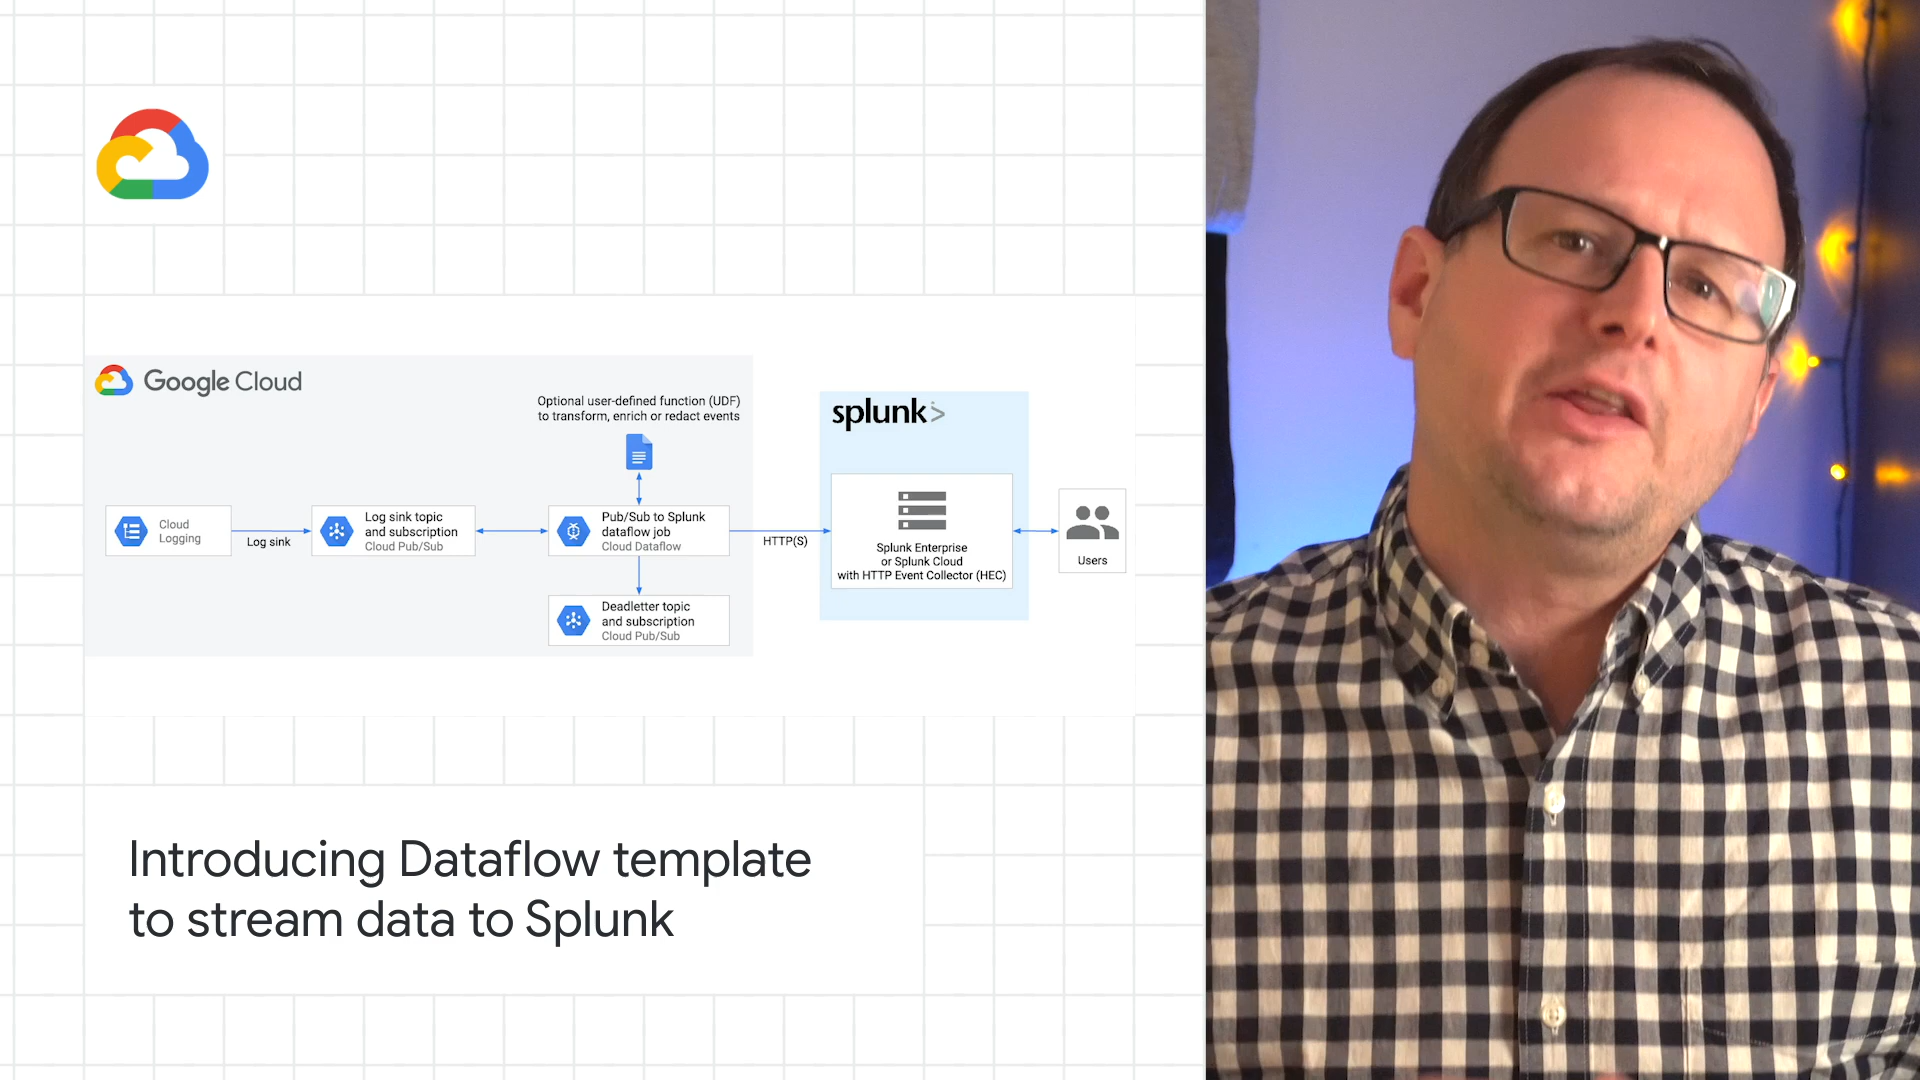 Google Cloud
Optional user-defined function (UDF)
to transform, enrich or redact events
Cloud
Logging
Log sink
Log sink topic
and subscription
Cloud Pub/Sub
Pub/Sub to Splunk
dataflow job
Cloud Dataflow
Deadletter topic
and subscription
Cloud Pub/Sub
HTTP(S)
splunk>
Splunk Enterprise
or Splunk Cloud
with HTTP Event Collector (HEC)
Users
Introducing Dataflow template
to stream data to Splunk